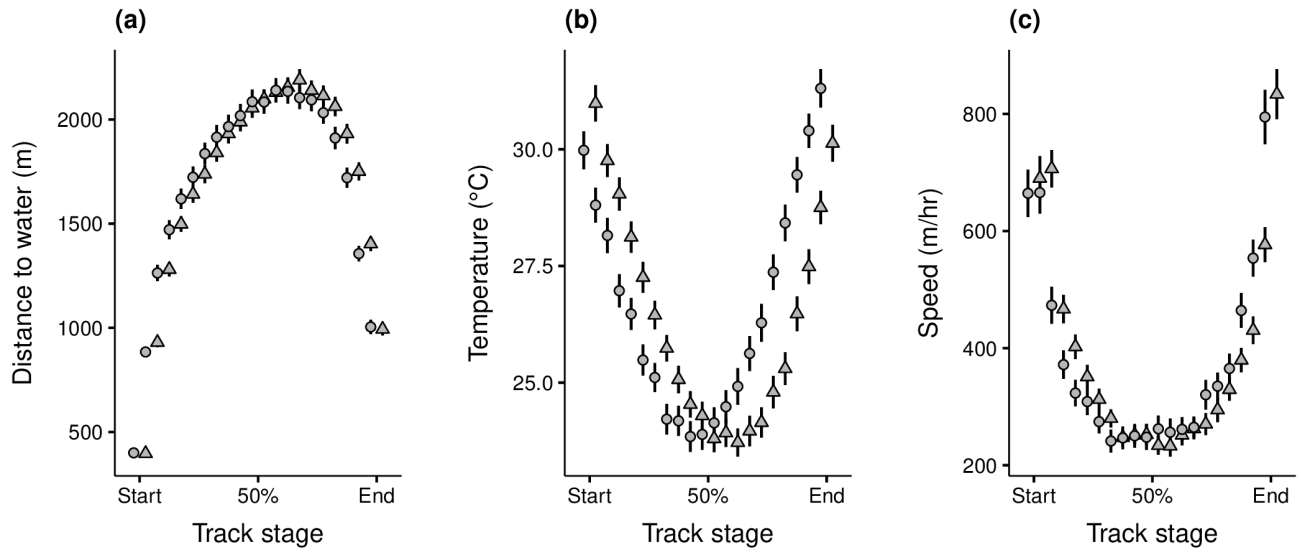 (a)
Distance to water (m)
2000
1500
1000
500
Start 50% End
Track stage
(b)
Temperature (°C)
30.0
27.5
25.0
Start 50% End
Track stage
(c)
Speed (m/hr)
800
600
400
200
Start 50% End
Track stage